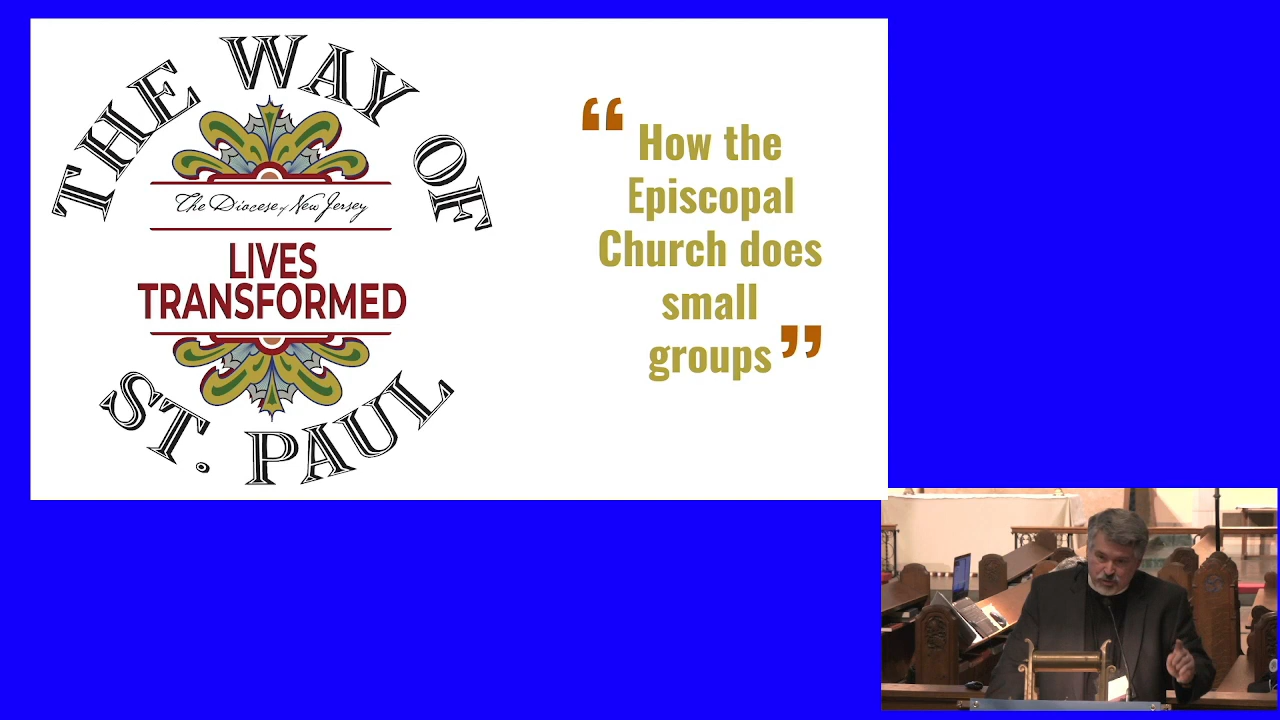 THE WAY OF
The Diocese of New Jersey
LIVES
TRANSFORMED
ST. PAUL
“ How the
Episcopal
Church does
small
groups ”